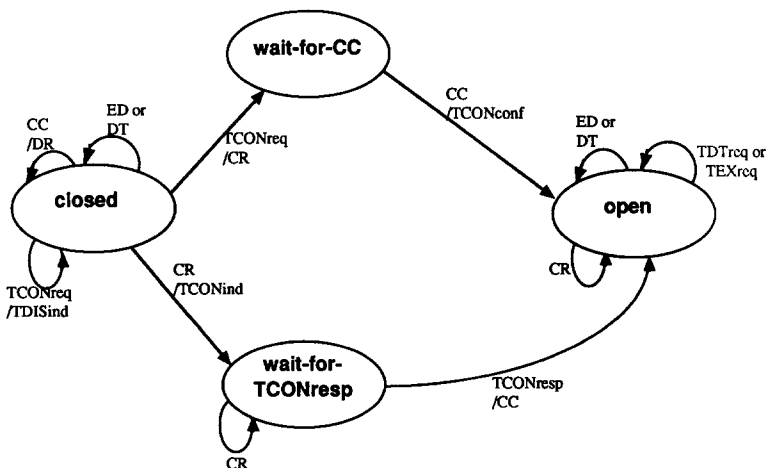 wait-for-CC
CC
/TCONconf
ED or
DT
CC
/DR
TCONreq
/CR
ED or
DT
TDTreq or
TEXreq
closed
open
CR
TCONreq
/TDISind
CR
/TCONind
wait-for-
TCONresp
TCONresp
/CC
CR